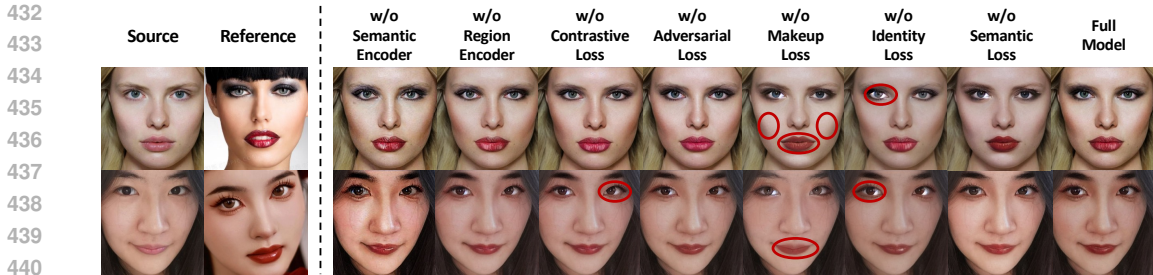 432
433
434
435
436
437
438
439
440
Source
Reference
w/o
Semantic
Encoder
w/o
Region
Encoder
w/o
Contrastive
Loss
w/o
Adversarial
Loss
w/o
Makeup
Loss
w/o
Identity
Loss
w/o
Semantic
Loss
Full
Model